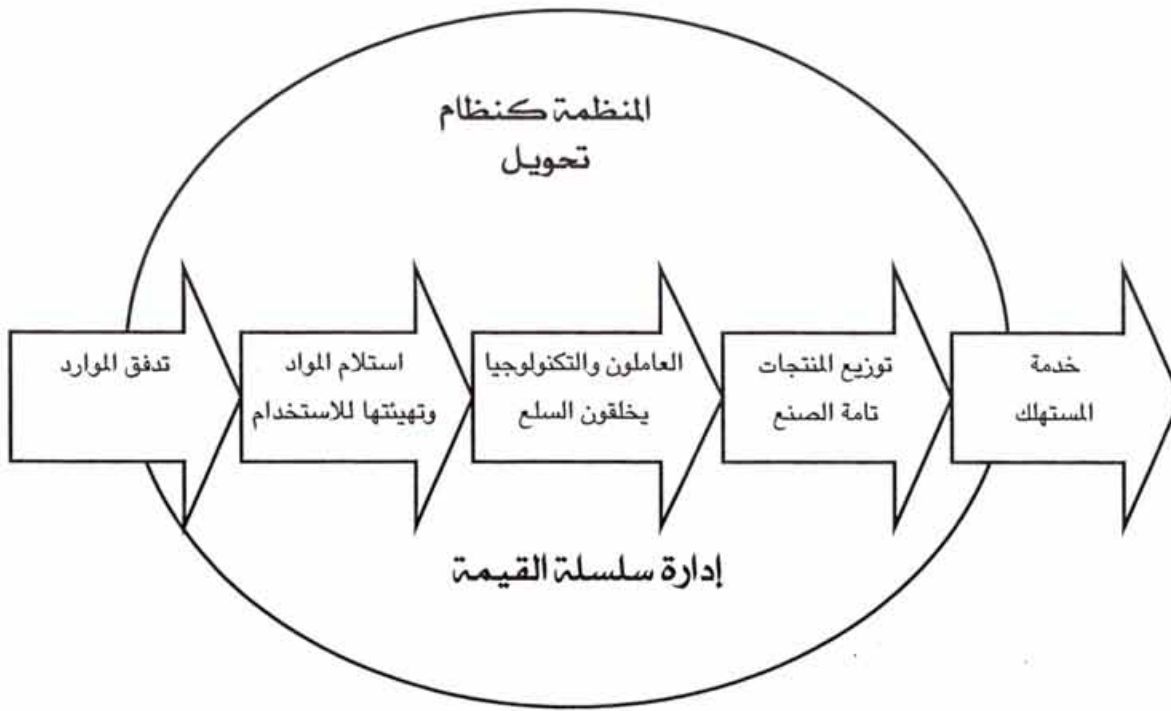 المنظمة كنظام
تحويل
تدفق الموارد
استلام المواد
وتهيئتها للاستخدام
العاملون والتكنولوجيا
يخلقون السلع
توزيع المنتجات
تامة الصنع
خدمة
المستهلك
إدارة سلسلة القيمة